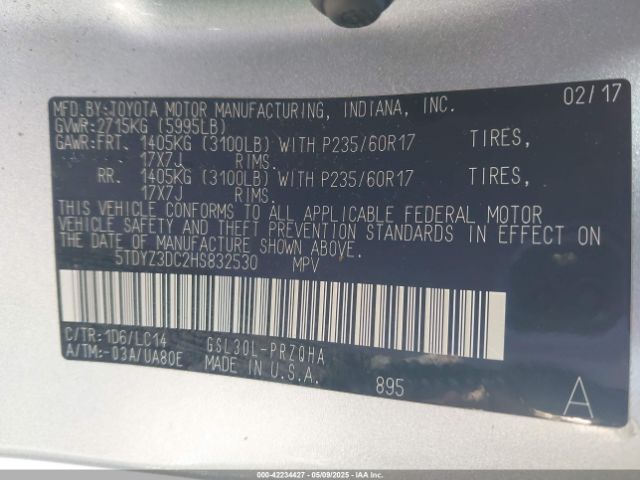 MFD. BY: TOYOTA MOTOR MANUFACTURING, INDIANA, INC. 02/17
GVWR: 2715KG (5995LB)
GAWR: FRT. 1405KG (3100LB) WITH P235/60R17 TIRES,
17X7J RIMS.
RR. 1405KG (3100LB) WITH P235/60R17 TIRES,
17X7J RIMS.
THIS VEHICLE CONFORMS TO ALL APPLICABLE FEDERAL MOTOR
VEHICLE SAFETY AND THEFT PREVENTION STANDARDS IN EFFECT ON
THE DATE OF MANUFACTURE SHOWN ABOVE.
5TDYZ3DC2HS832530 MPV
C/TR: 1D6/LC14 GSL30L-PRZQHA
A/TM: -03A/UA80E MADE IN U.S.A. 895 A
000-42234427 - 05/09/2025 - IAAI.COM